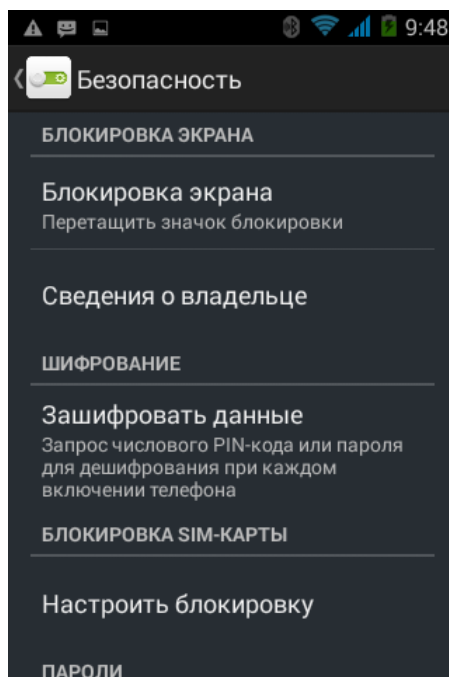 9:48
Безопасность
БЛОКИРОВКА ЭКРАНА
Блокировка экрана
Перетащить значок блокировки
Сведения о владельце
ШИФРОВАНИЕ
Зашифровать данные
Запрос числового PIN-кода или пароля
для дешифрования при каждом
включении телефона
БЛОКИРОВКА SIM-КАРТЫ
Настроить блокировку
ПАРОЛИ